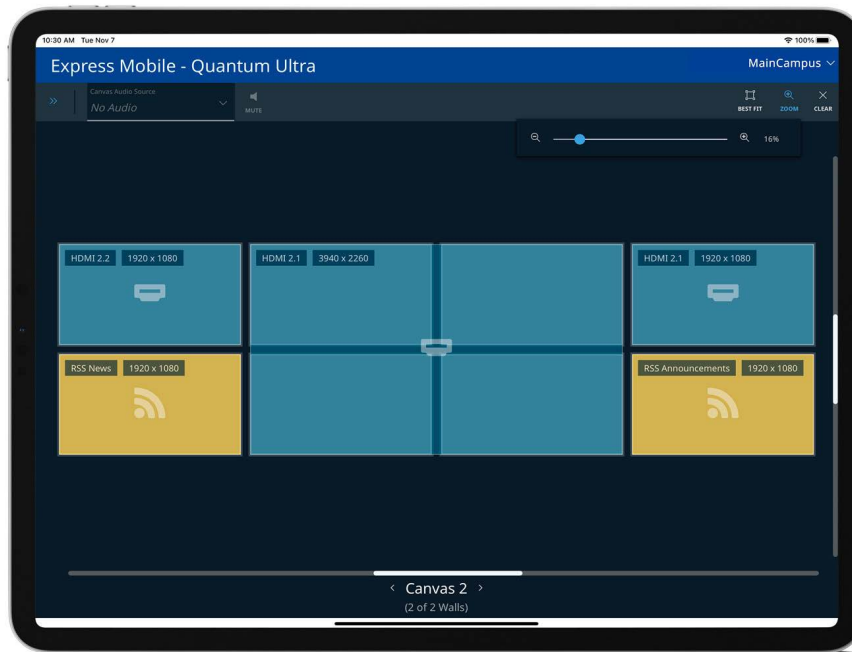 10:30 AM Tue Nov 7
100%
Express Mobile - Quantum Ultra
MainCampus
Canvas Audio Source
No Audio
MUTE
BEST FIT
ZOOM
CLEAR
16%
HDMI 2.2 1920 x 1080
HDMI 2.1 3940 x 2260
HDMI 2.1 1920 x 1080
RSS News 1920 x 1080
RSS Announcements 1920 x 1080
Canvas 2
(2 of 2 Walls)